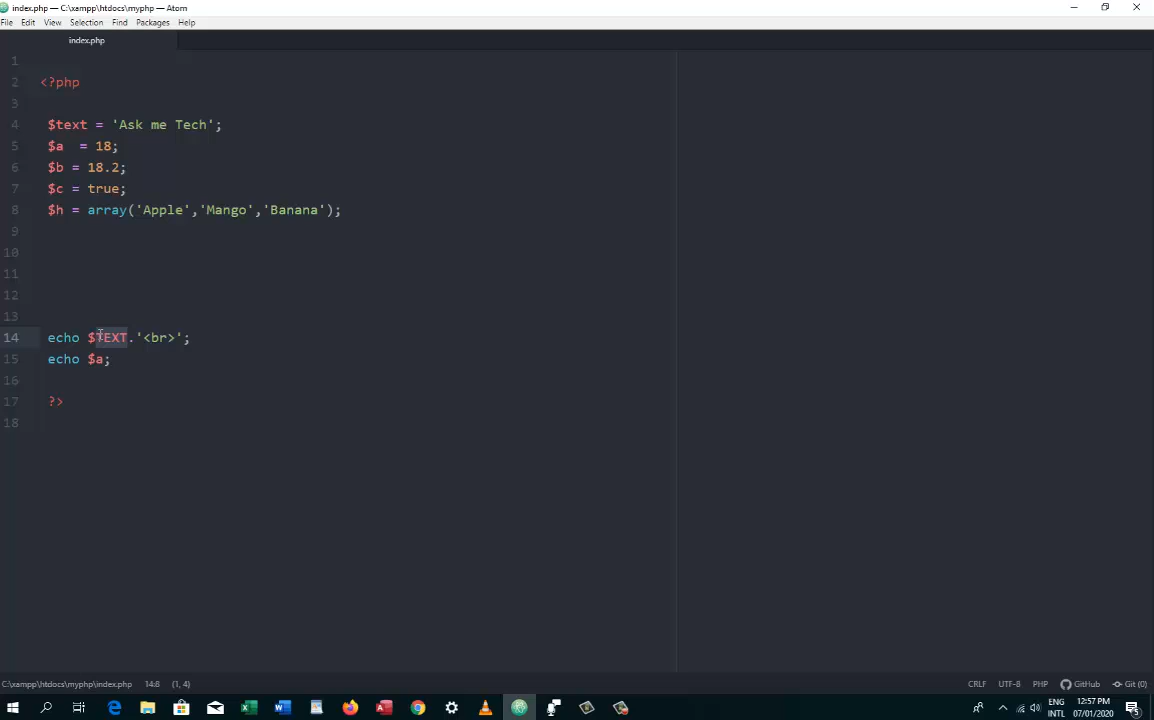 index.php — C:\xampp\htdocs\myphp — Atom
File Edit View Selection Find Packages Help
index.php
1
2 <?php
3
4 $text = 'Ask me Tech';
5 $a  = 18;
6 $b = 18.2;
7 $c = true;
8 $h = array('Apple','Mango','Banana');
9
10
11
12
13
14 echo $TEXT.'<br>';
15 echo $a;
16
17 ?>
18
C:\xampp\htdocs\myphp\index.php 14:8 (1, 4) CRLF UTF-8 PHP GitHub Git (0)
ENG 12:57 PM
INTL 07/01/2020 5